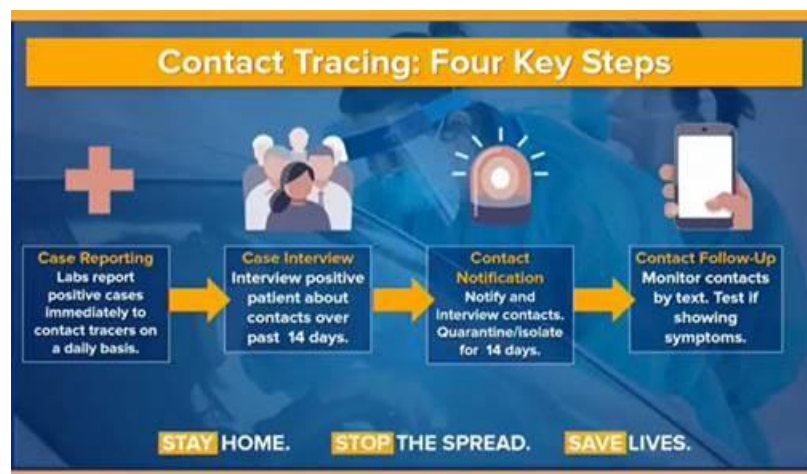 Contact Tracing: Four Key Steps
Case Reporting
Labs report
positive cases
immediately to
contact tracers on
a daily basis.
Case Interview
Interview positive
patient about
contacts over
past 14 days.
Contact
Notification
Notify and
Interview contacts.
Quarantine/isolate
for 14 days.
Contact Follow-Up
Monitor contacts
by text. Test if
showing
symptoms.
STAY HOME. STOP THE SPREAD. SAVE LIVES.